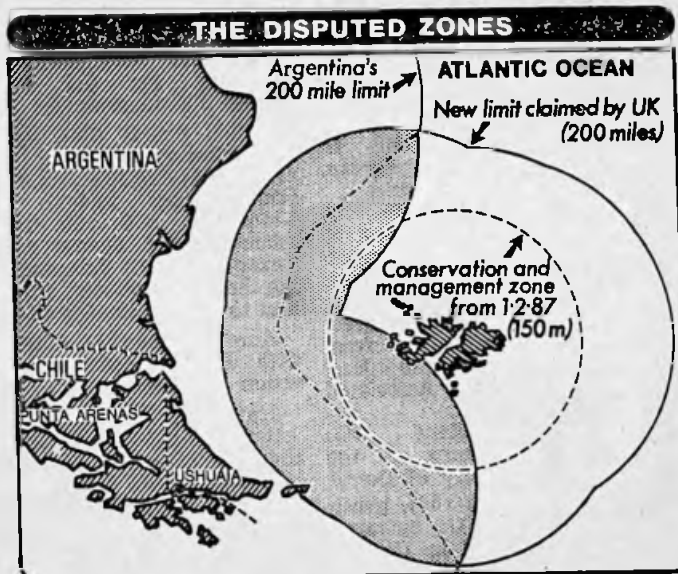 THE DISPUTED ZONES
Argentina's
200 mile limit
ATLANTIC OCEAN
New limit claimed by UK
(200 miles)
ARGENTINA
Conservation and
management zone
from 1·2·87
(150 m)
CHILE
UNTA ARENAS
USHUAIA